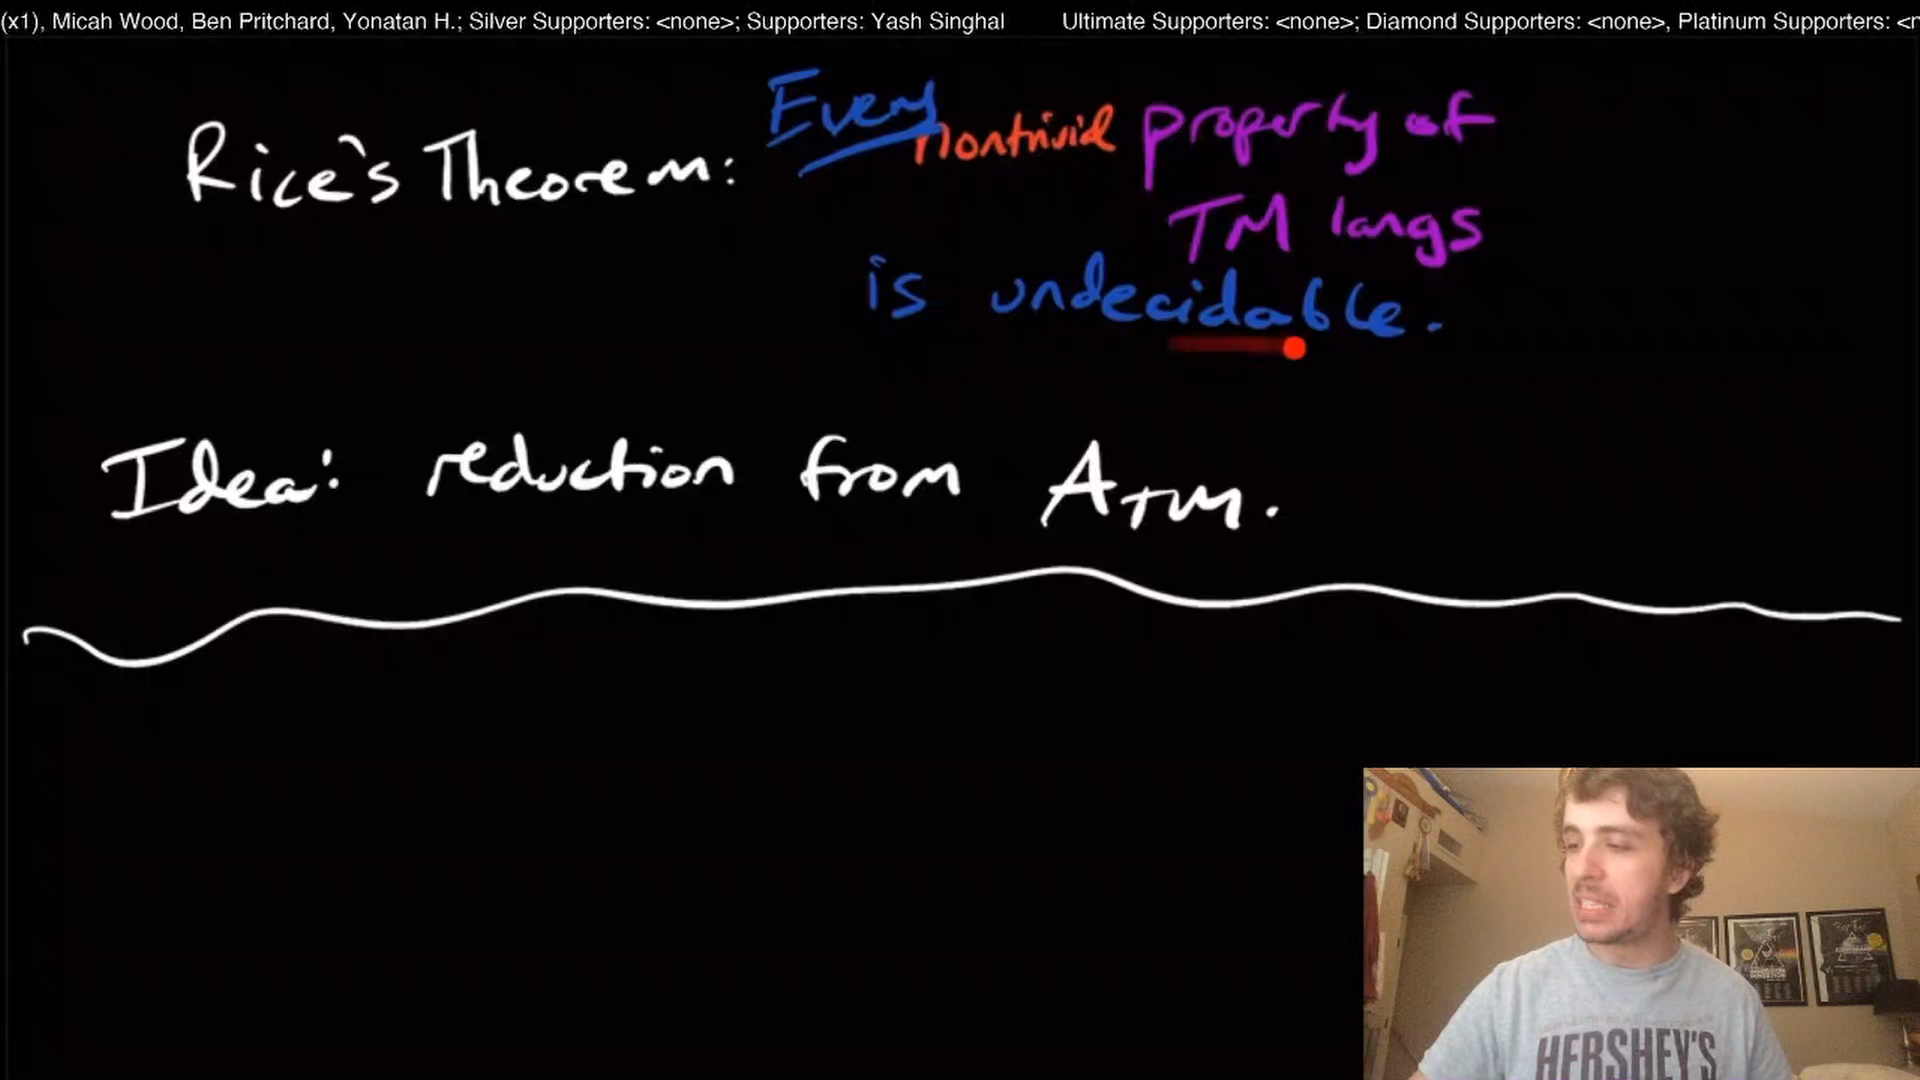 (x1), Micah Wood, Ben Pritchard, Yonatan H.; Silver Supporters: <none>; Supporters: Yash Singhal Ultimate Supporters: <none>; Diamond Supporters: <none>, Platinum Supporters: <n
Rice's Theorem: Every nontrivial property of
TM langs
is undecidable.
Idea: reduction from ATM.
HERSHEY'S